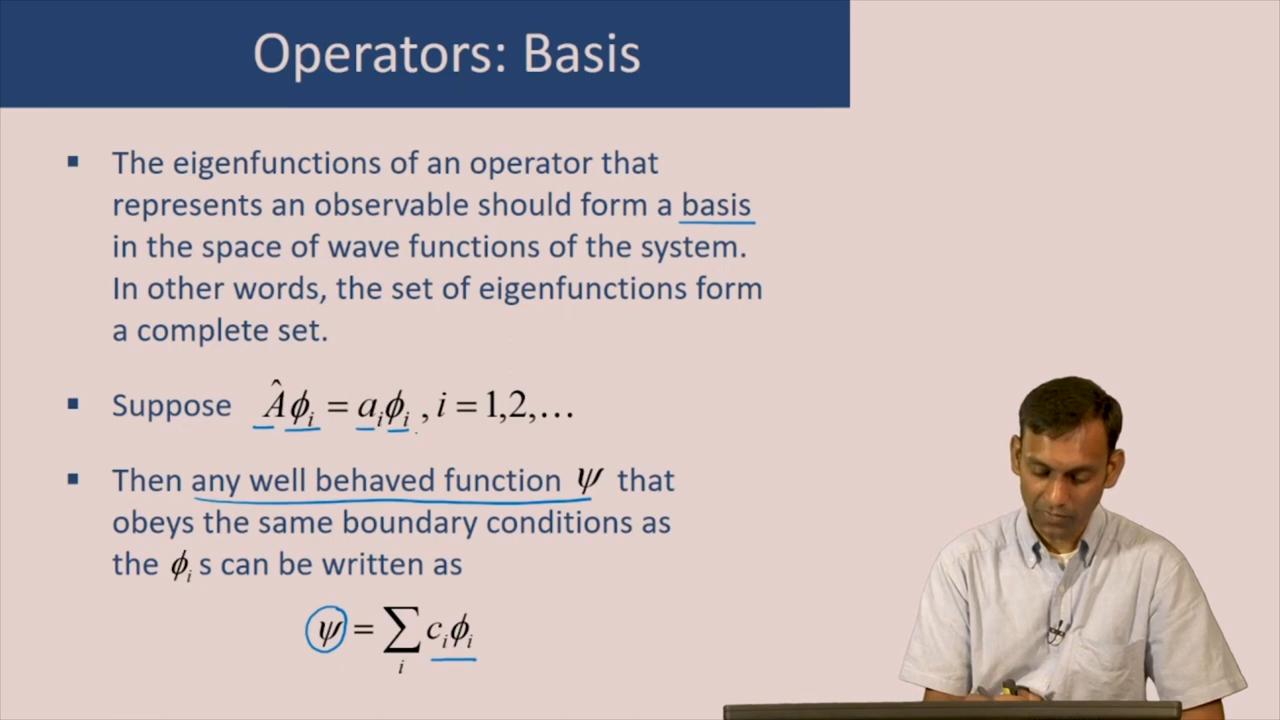 Operators: Basis
▪ The eigenfunctions of an operator that
represents an observable should form a basis
in the space of wave functions of the system.
In other words, the set of eigenfunctions form
a complete set.
▪ Suppose Âϕᵢ = aᵢϕᵢ , i = 1,2,…
▪ Then any well behaved function ψ that
obeys the same boundary conditions as
the ϕᵢ s can be written as
ψ = ∑ᵢ cᵢϕᵢ